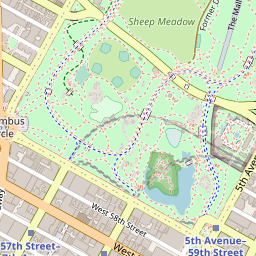 Sheep Meadow
The Mall
Former D
mbus
rcle
5th Ave
West 58th Street
West 5
57th Street–
5th Avenue–
59th Street